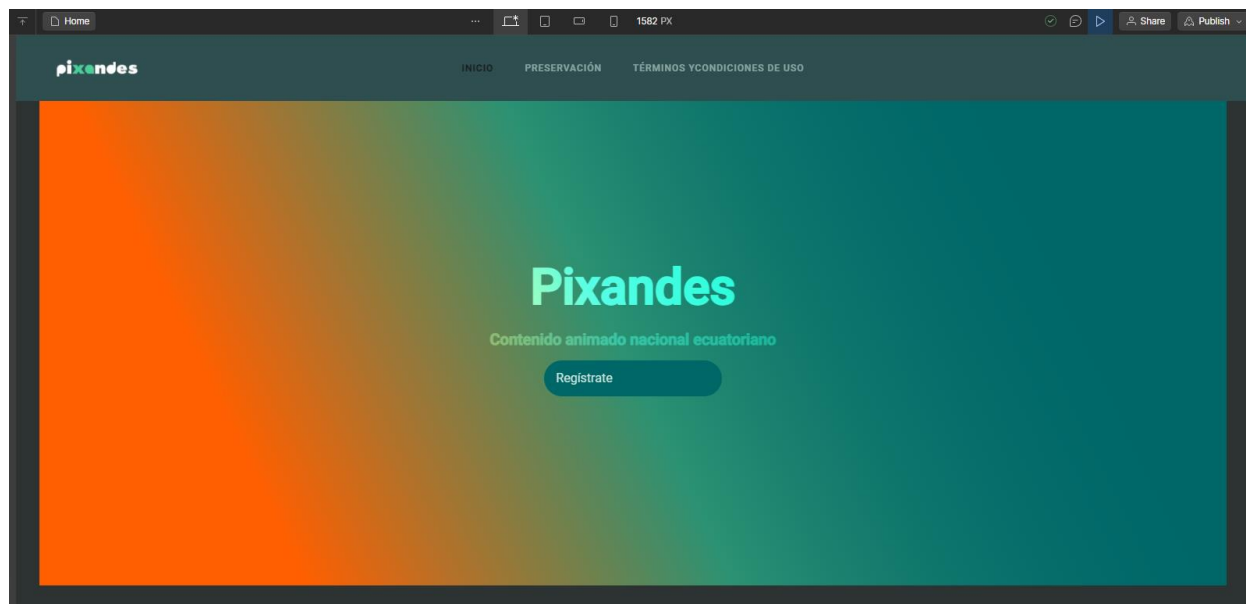 Home ... 1582 PX Share Publish
pixandes INICIO PRESERVACIÓN TÉRMINOS YCONDICIONES DE USO
Pixandes
Contenido animado nacional ecuatoriano
Regístrate